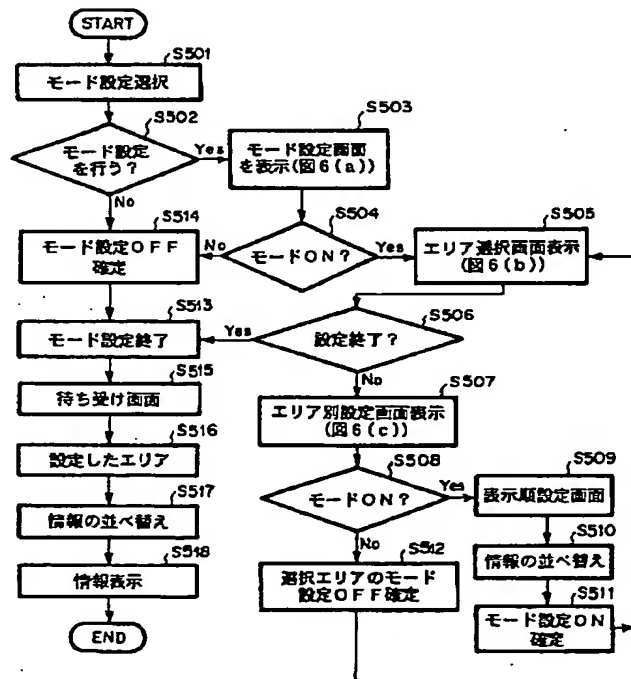 START
S501
モード設定選択
S502
モード設定
を行う?
Yes
No
S503
モード設定画面
を表示(図6(a))
S504
モードON?
No
Yes
S505
エリア選択画面表示
(図6(b))
S514
モード設定OFF
確定
S506
設定終了?
Yes
No
S513
モード設定終了
S515
待ち受け画面
S516
設定したエリア
S517
情報の並べ替え
S518
情報表示
END
S507
エリア別設定画面表示
(図6(c))
S508
モードON?
Yes
No
S509
表示順設定画面
S510
情報の並べ替え
S511
モード設定ON
確定
S512
選択エリアのモード
設定OFF確定